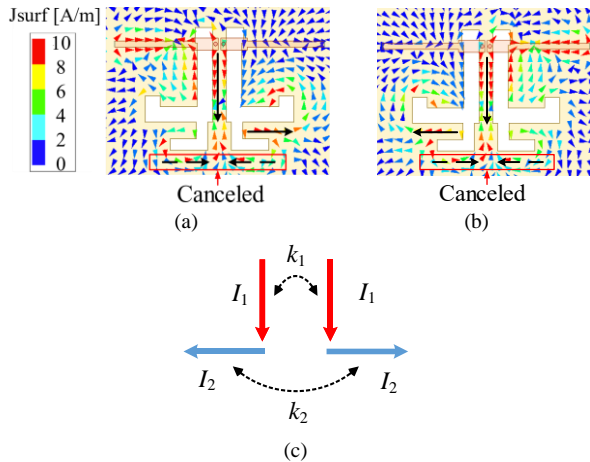 Jsurf [A/m]
10
8
6
4
2
0
Canceled
Canceled
(a)
(b)
k1
I1
I1
I2
I2
k2
(c)